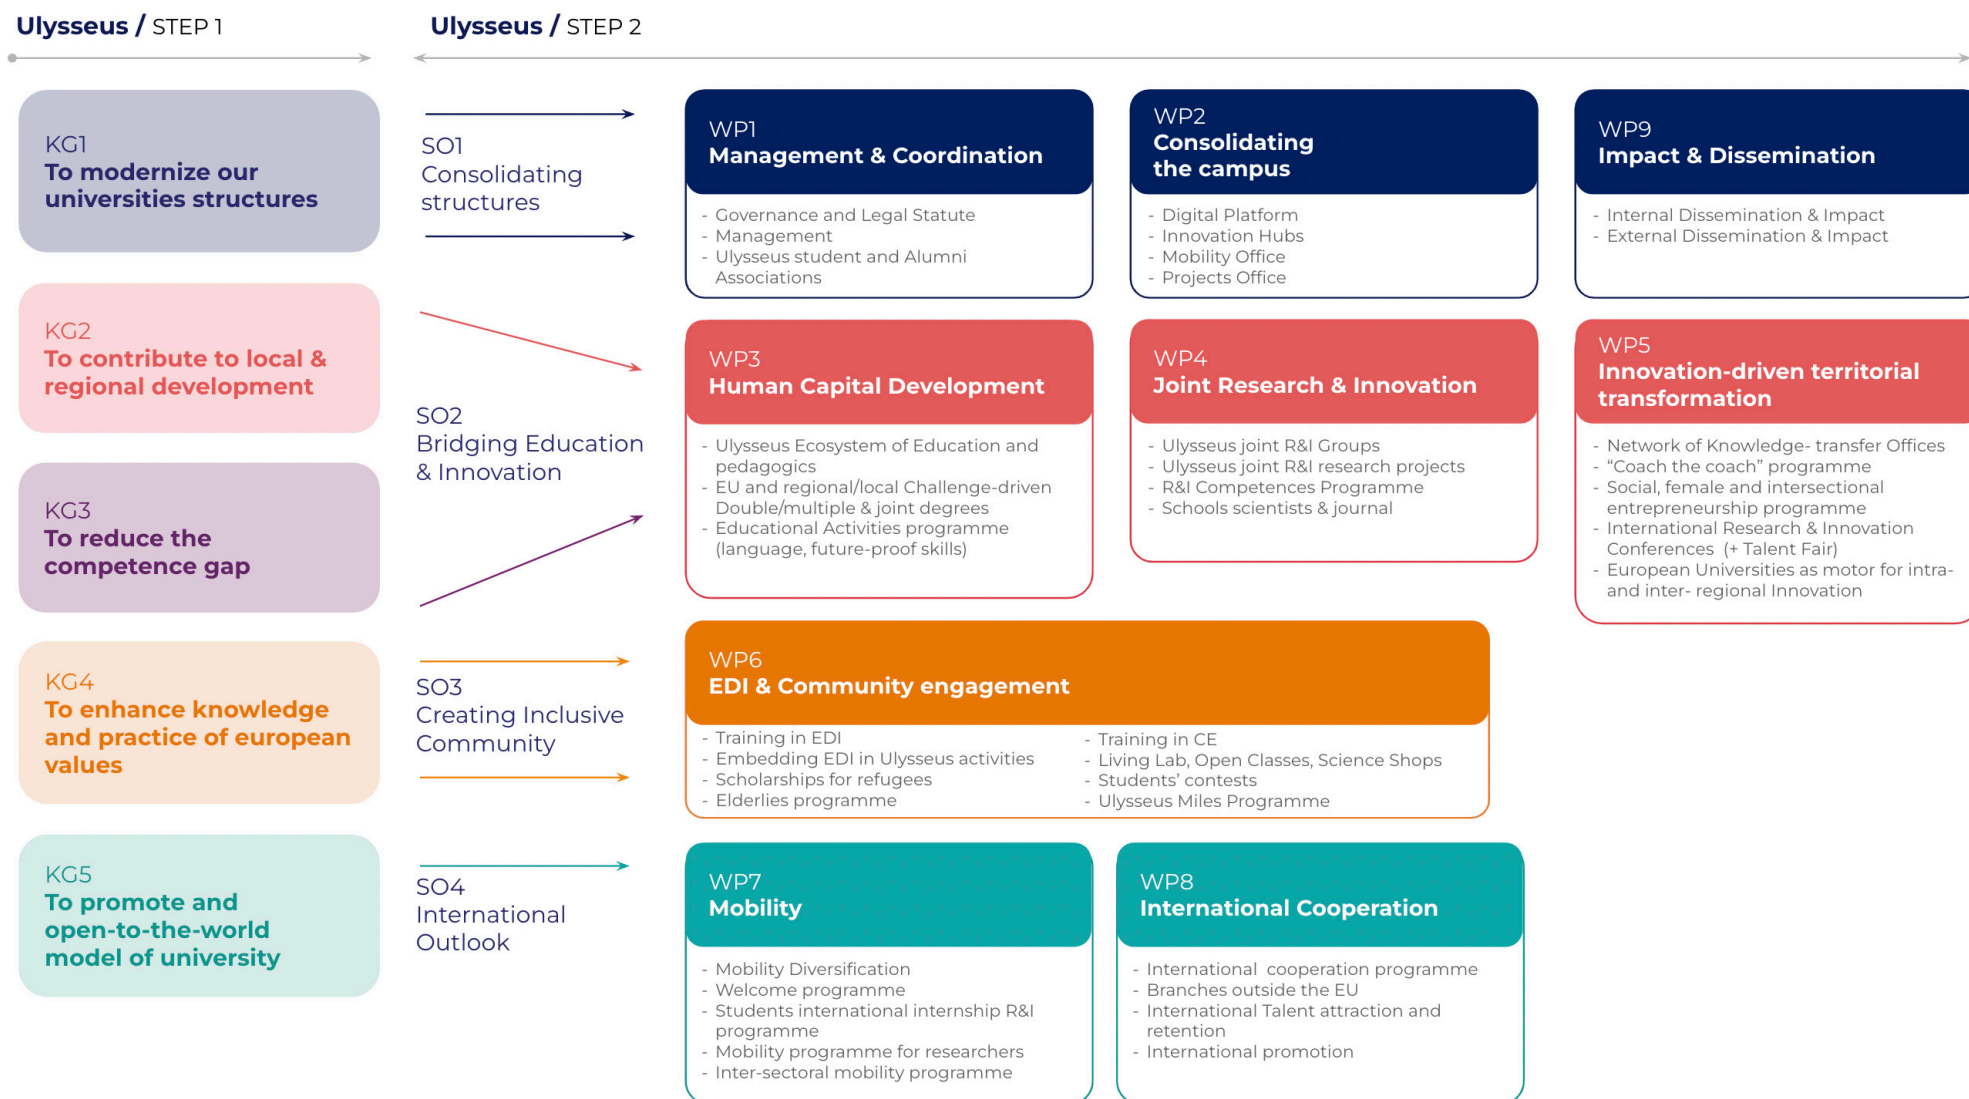 Ulysseus / STEP 1
Ulysseus / STEP 2
KG1
To modernize our
universities structures
KG2
To contribute to local &
regional development
KG3
To reduce the
competence gap
KG4
To enhance knowledge
and practice of european
values
KG5
To promote and
open-to-the-world
model of university
SO1
Consolidating
structures
SO2
Bridging Education
& Innovation
SO3
Creating Inclusive
Community
SO4
International
Outlook
WP1
Management & Coordination
- Governance and Legal Statute
- Management
- Ulysseus student and Alumni
Associations
WP2
Consolidating
the campus
- Digital Platform
- Innovation Hubs
- Mobility Office
- Projects Office
WP9
Impact & Dissemination
- Internal Dissemination & Impact
- External Dissemination & Impact
WP3
Human Capital Development
- Ulysseus Ecosystem of Education and
pedagogics
- EU and regional/local Challenge-driven
Double/multiple & joint degrees
- Educational Activities programme
(language, future-proof skills)
WP4
Joint Research & Innovation
- Ulysseus joint R&I Groups
- Ulysseus joint R&I research projects
- R&I Competences Programme
- Schools scientists & journal
WP5
Innovation-driven territorial
transformation
- Network of Knowledge- transfer Offices
- “Coach the coach” programme
- Social, female and intersectional
entrepreneurship programme
- International Research & Innovation
Conferences (+ Talent Fair)
- European Universities as motor for intra-
and inter- regional Innovation
WP6
EDI & Community engagement
- Training in EDI
- Embedding EDI in Ulysseus activities
- Scholarships for refugees
- Elderlies programme
- Training in CE
- Living Lab, Open Classes, Science Shops
- Students’ contests
- Ulysseus Miles Programme
WP7
Mobility
- Mobility Diversification
- Welcome programme
- Students international internship R&I
programme
- Mobility programme for researchers
- Inter-sectoral mobility programme
WP8
International Cooperation
- International cooperation programme
- Branches outside the EU
- International Talent attraction and
retention
- International promotion